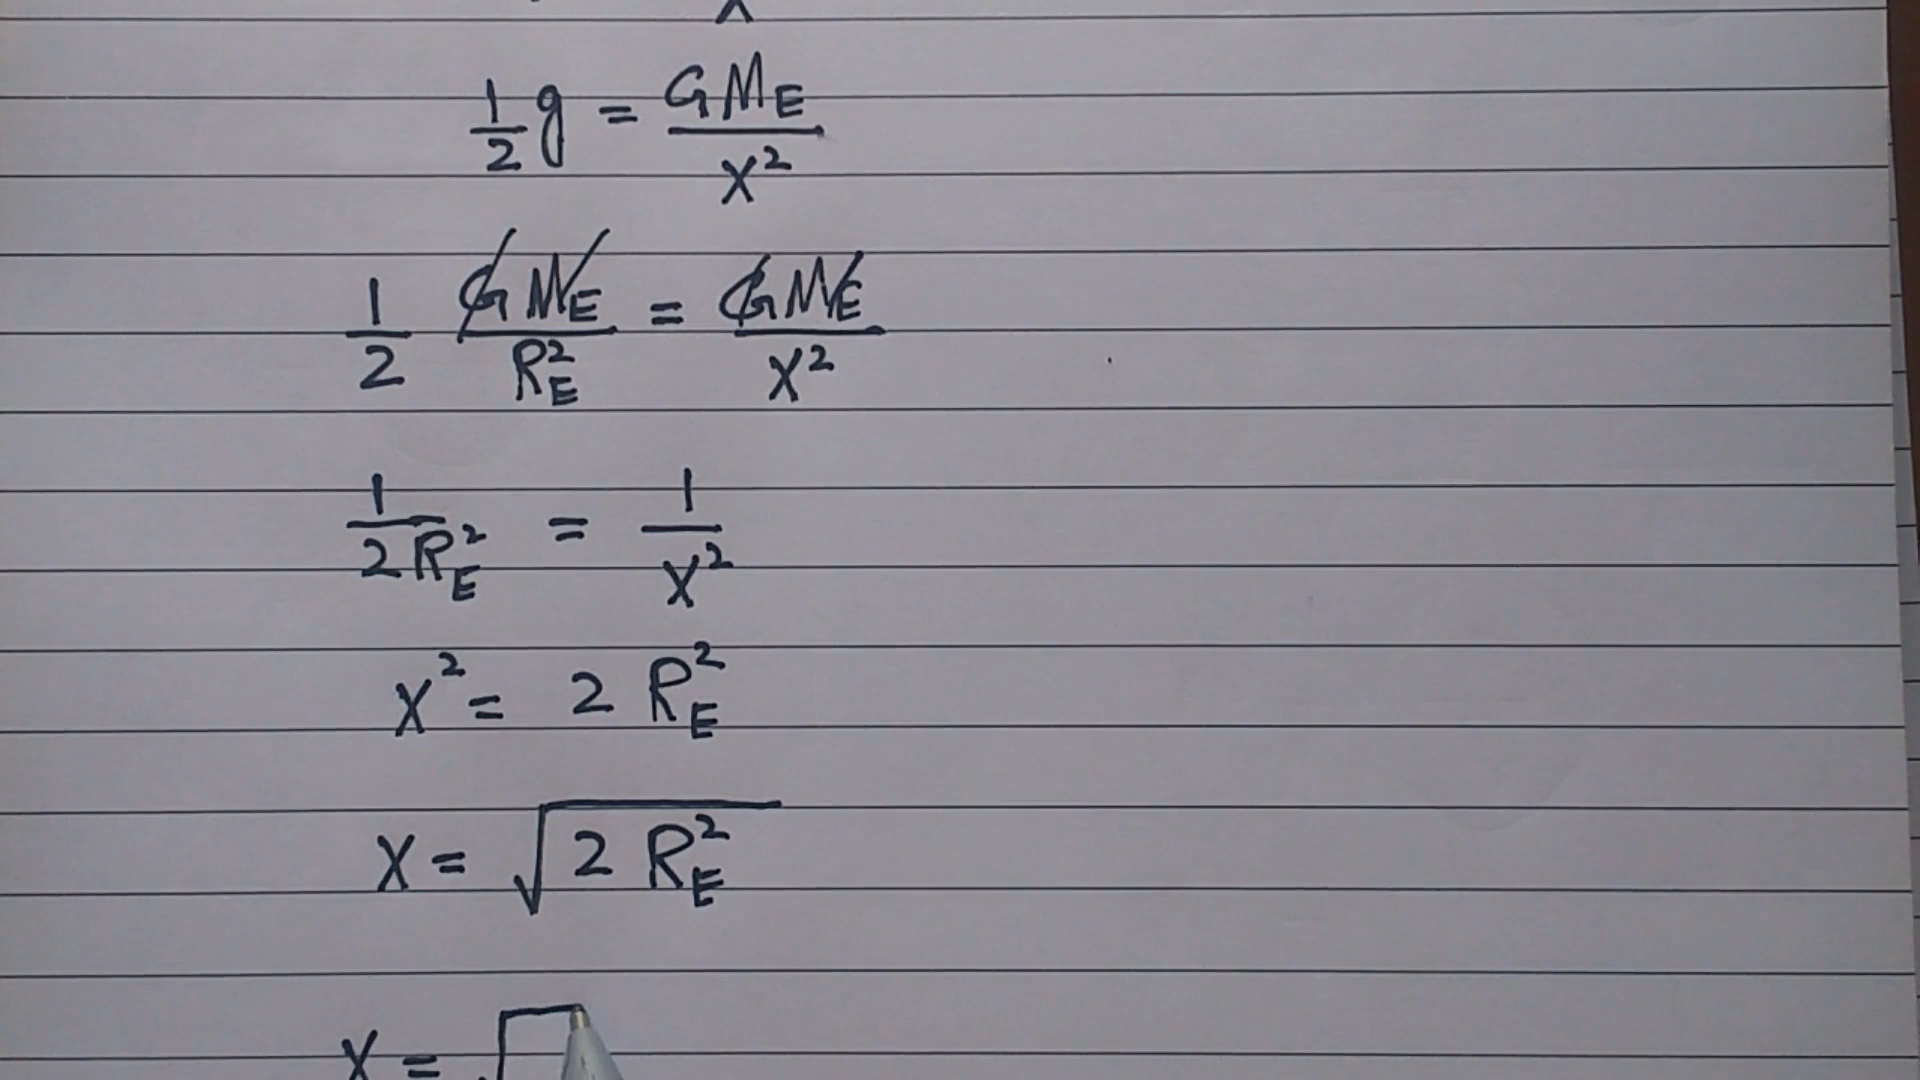 1/2 g = GM_E / X²
1/2 GM_E / R_E² = GM_E / X²
1 / 2R_E² = 1 / X²
X² = 2 R_E²
X = √(2 R_E²)
X = √